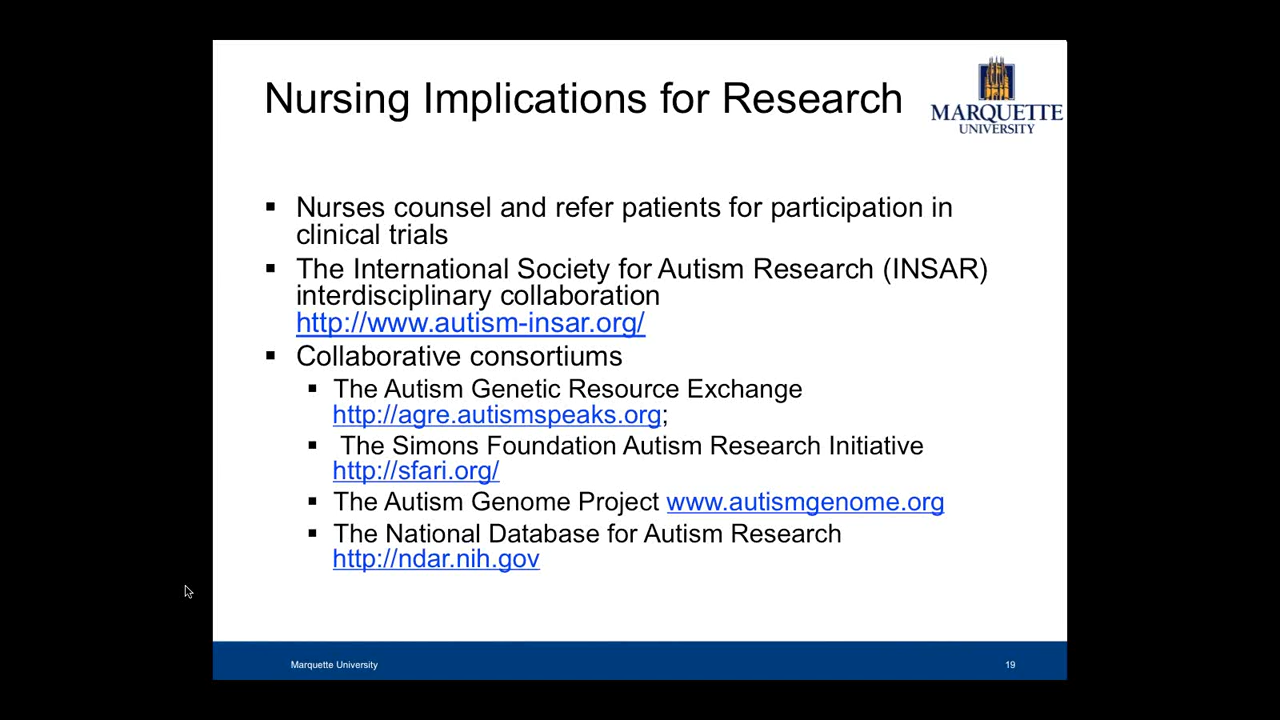 Nursing Implications for Research
MARQUETTE
UNIVERSITY
▪ Nurses counsel and refer patients for participation in
clinical trials
▪ The International Society for Autism Research (INSAR)
interdisciplinary collaboration
http://www.autism-insar.org/
▪ Collaborative consortiums
▪ The Autism Genetic Resource Exchange
http://agre.autismspeaks.org;
▪ The Simons Foundation Autism Research Initiative
http://sfari.org/
▪ The Autism Genome Project www.autismgenome.org
▪ The National Database for Autism Research
http://ndar.nih.gov
Marquette University
19